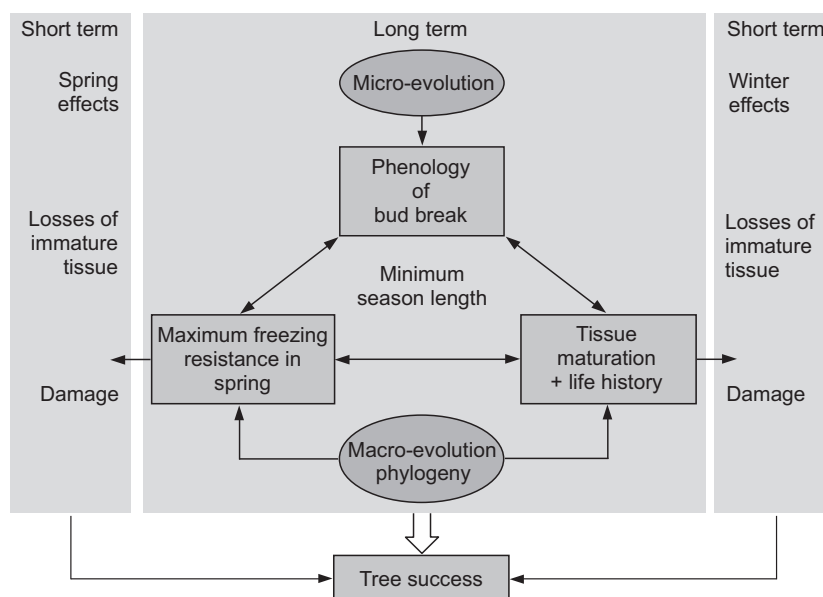 Short term
Spring
effects
Losses of
immature
tissue
Damage
Long term
Micro-evolution
Phenology
of
bud break
Minimum
season length
Maximum freezing
resistance in
spring
Tissue
maturation
+ life history
Macro-evolution
phylogeny
Short term
Winter
effects
Losses of
immature
tissue
Damage
Tree success